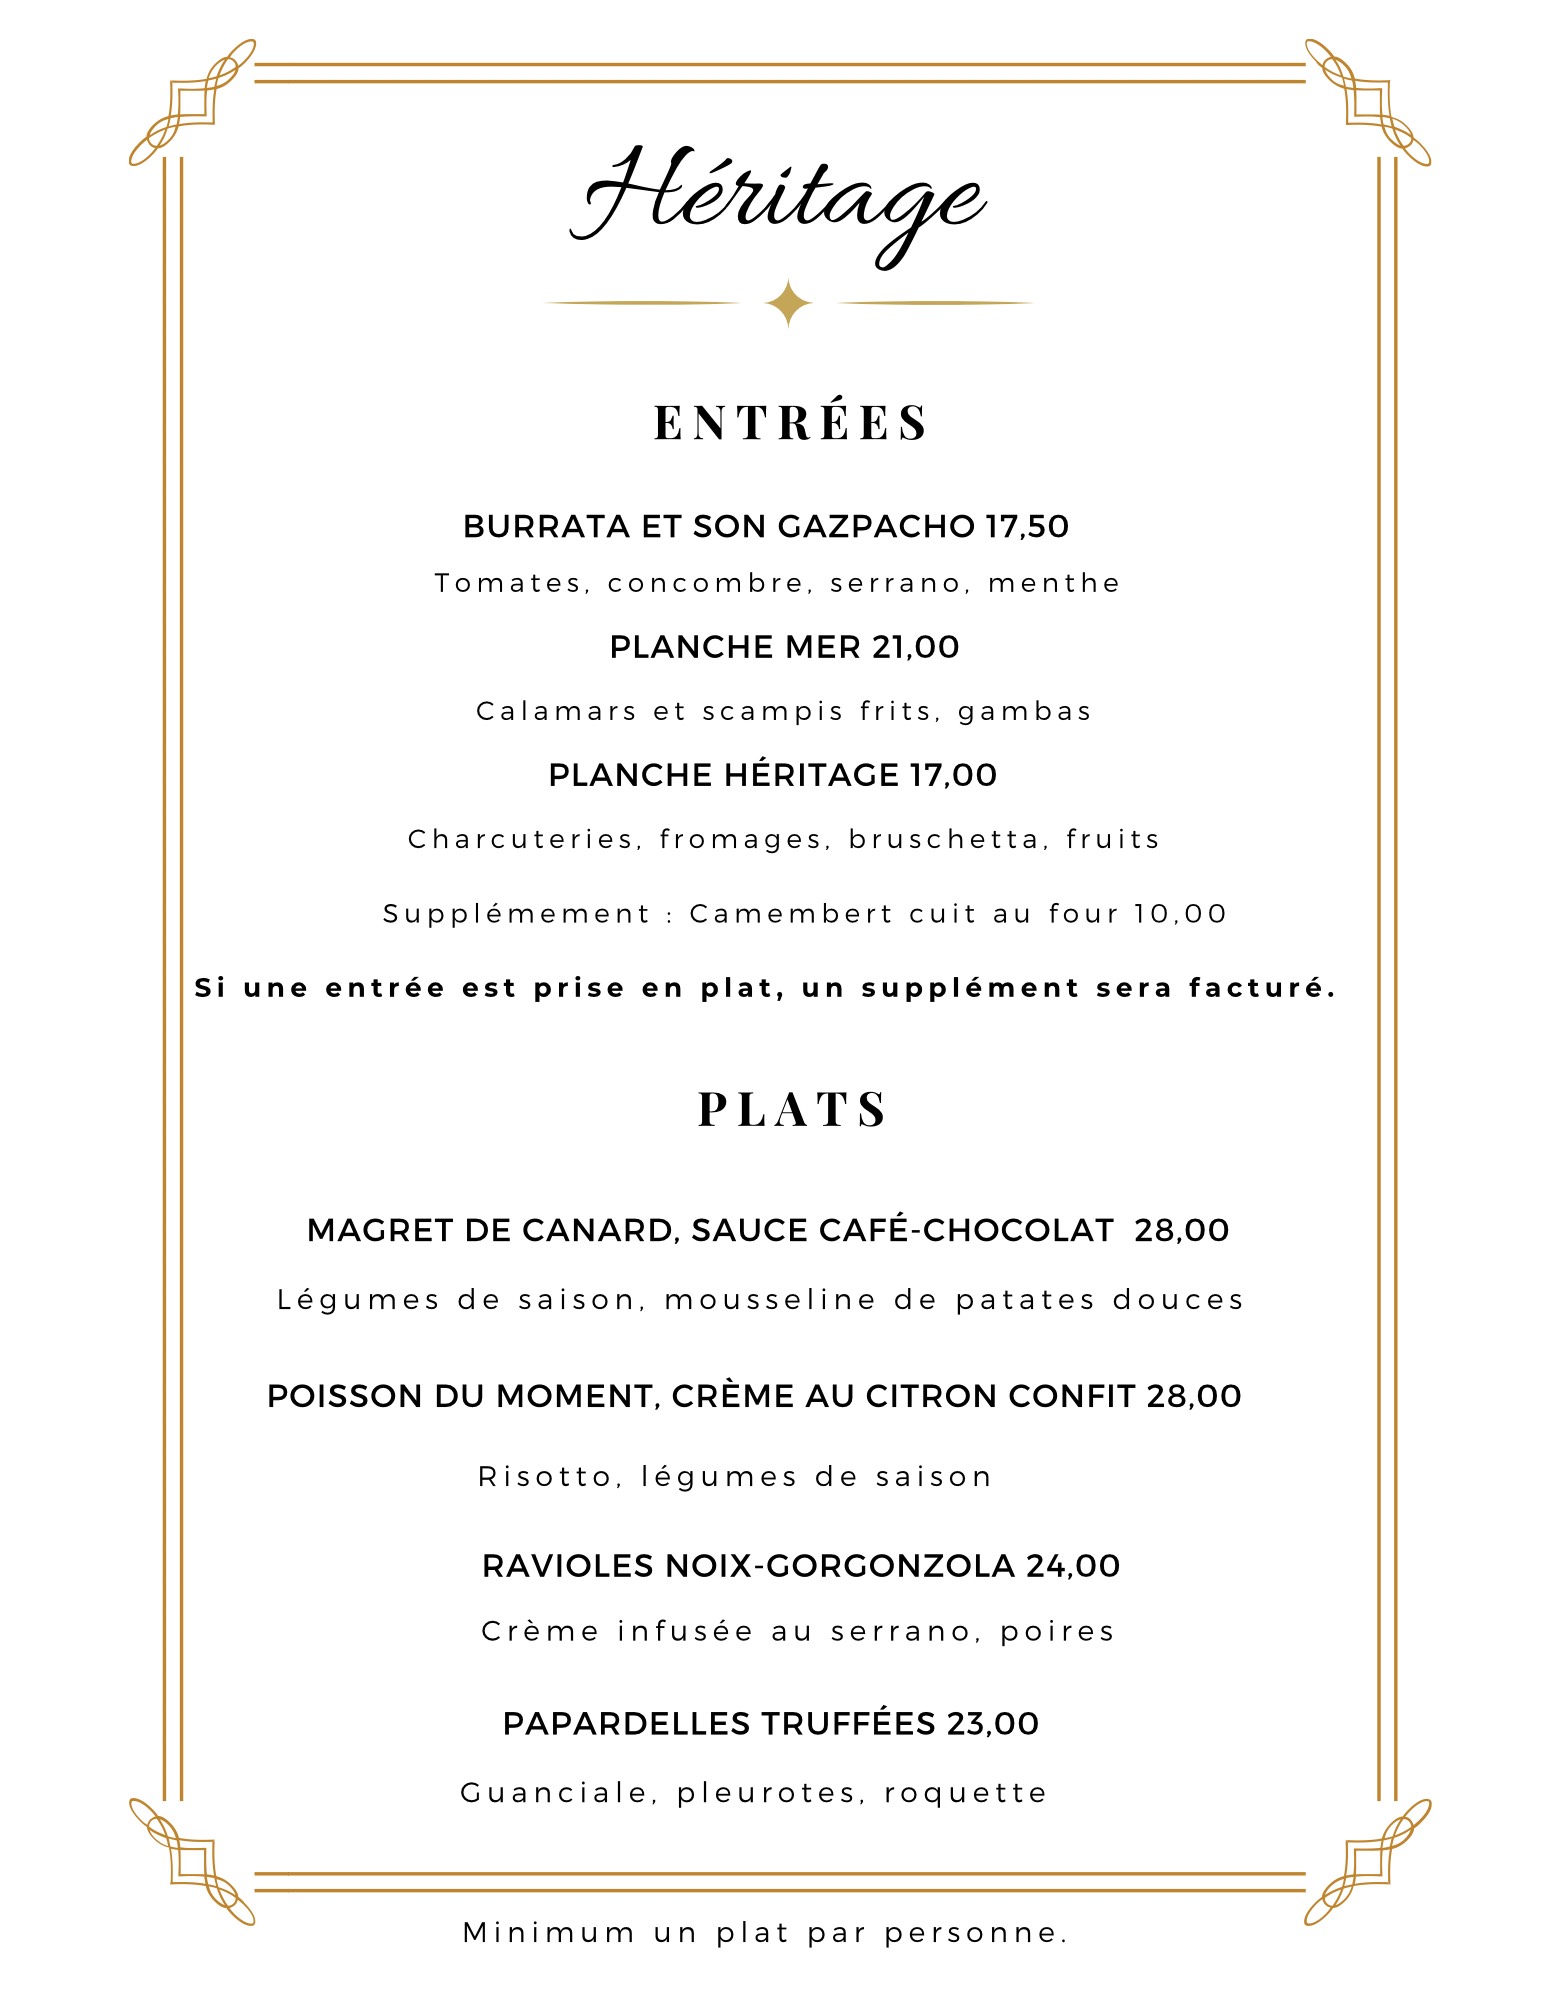 Héritage
ENTRÉES
BURRATA ET SON GAZPACHO 17,50
Tomates, concombre, serrano, menthe
PLANCHE MER 21,00
Calamars et scampis frits, gambas
PLANCHE HÉRITAGE 17,00
Charcuteries, fromages, bruschetta, fruits
Supplémement : Camembert cuit au four 10,00
Si une entrée est prise en plat, un supplément sera facturé.
PLATS
MAGRET DE CANARD, SAUCE CAFÉ-CHOCOLAT 28,00
Légumes de saison, mousseline de patates douces
POISSON DU MOMENT, CRÈME AU CITRON CONFIT 28,00
Risotto, légumes de saison
RAVIOLES NOIX-GORGONZOLA 24,00
Crème infusée au serrano, poires
PAPARDELLES TRUFFÉES 23,00
Guanciale, pleurotes, roquette
Minimum un plat par personne.